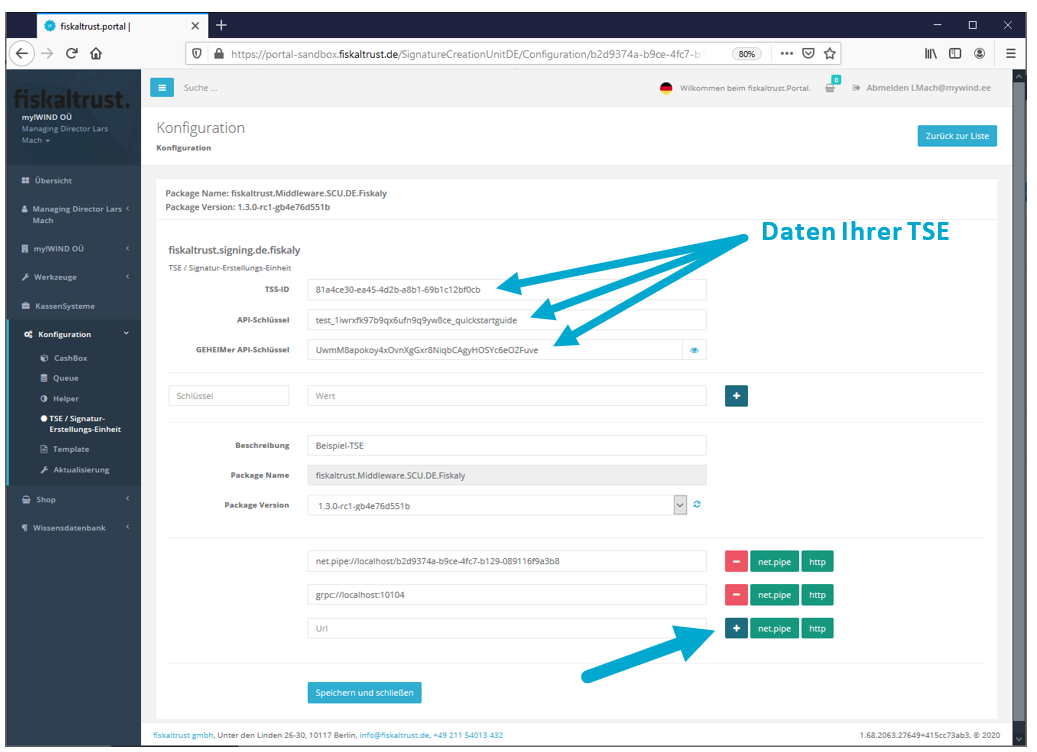 fiskaltrust.portal |
https://portal-sandbox.fiskaltrust.de/SignatureCreationUnitDE/Configuration/b2d9374a-b9ce-4fc7-b
80%
fiskaltrust.
my!WIND OÜ
Managing Director Lars
Mach
Suche ...
Willkommen beim fiskaltrust.Portal.
0
Abmelden LMach@mywind.ee
Konfiguration
Konfiguration
Zurück zur Liste
Übersicht
Managing Director Lars
Mach
my!WIND OÜ
Werkzeuge
KassenSysteme
Konfiguration
CashBox
Queue
Helper
TSE / Signatur-
Erstellungs-Einheit
Template
Aktualisierung
Shop
Wissensdatenbank
Package Name: fiskaltrust.Middleware.SCU.DE.Fiskaly
Package Version: 1.3.0-rc1-gb4e76d551b
Daten Ihrer TSE
fiskaltrust.signing.de.fiskaly
TSE / Signatur-Erstellungs-Einheit
TSS-ID
81a4ce30-ea45-4d2b-a8b1-69b1c12bf0cb
API-Schlüssel
test_1iwrxfk97b9qx6ufn9q9yw8ce_quickstartguide
GEHEIMer API-Schlüssel
UwmM8apokoy4xOvnXgGxr8NiqbCAgyHOSYc6eOZFuve
Schlüssel
Wert
Beschreibung
Beispiel-TSE
Package Name
fiskaltrust.Middleware.SCU.DE.Fiskaly
Package Version
1.3.0-rc1-gb4e76d551b
net.pipe://localhost/b2d9374a-b9ce-4fc7-b129-089116f9a3b8
net.pipe
http
grpc://localhost:10104
net.pipe
http
Url
net.pipe
http
Speichern und schließen
fiskaltrust gmbh, Unter den Linden 26-30, 10117 Berlin, info@fiskaltrust.de, +49 211 54013 432
1.68.2063.27649+415cc73ab3, © 2020